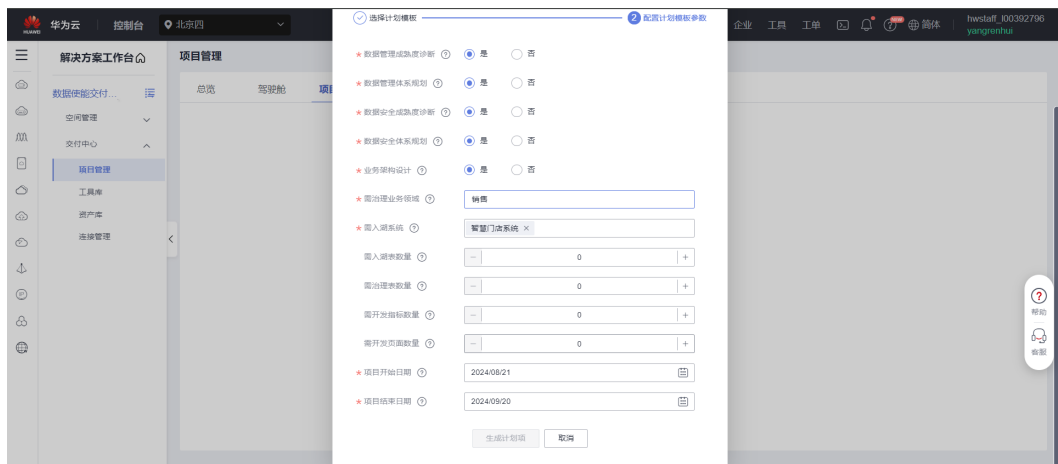 HUAWEI
华为云 控制台 北京四
选择计划模板 2 配置计划模板参数
企业 工具 工单 简体 hwstaff_l00392796
yangrenhui
解决方案工作台
项目管理
数据使能交付...
总览 驾驶舱 项
空间管理
交付中心
项目管理
工具库
资产库
连接管理
* 数据管理成熟度诊断 ? 是 否
* 数据管理体系规划 ? 是 否
* 数据安全成熟度诊断 ? 是 否
* 数据安全体系规划 ? 是 否
* 业务架构设计 ? 是 否
* 需治理业务领域 ? 销售
* 需入湖系统 ? 智慧门店系统 ×
需入湖表数量 ? − 0 +
需治理表数量 ? − 0 +
需开发指标数量 ? − 0 +
需开发页面数量 ? − 0 +
* 项目开始日期 ? 2024/08/21
* 项目结束日期 ? 2024/09/20
生成计划项 取消
帮助
客服